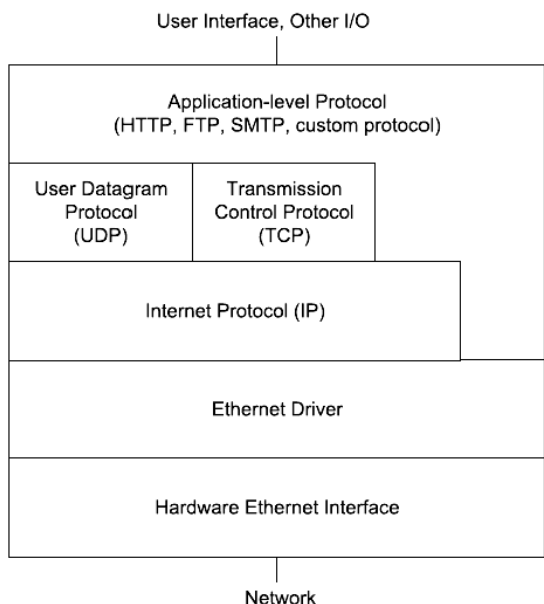 User Interface, Other I/O
Application-level Protocol
(HTTP, FTP, SMTP, custom protocol)
User Datagram
Protocol
(UDP)
Transmission
Control Protocol
(TCP)
Internet Protocol (IP)
Ethernet Driver
Hardware Ethernet Interface
Network